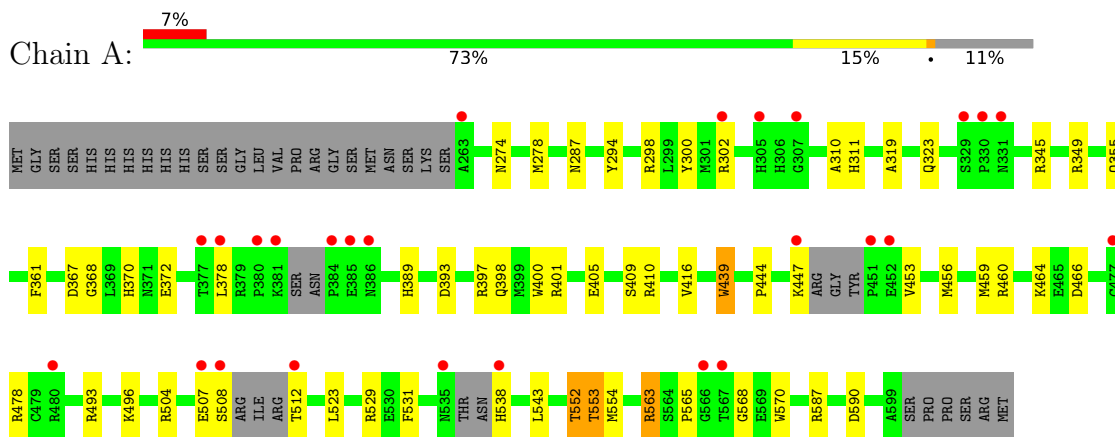 7%
Chain A:
73% 15% • 11%
MET GLY SER SER HIS HIS HIS HIS HIS HIS SER SER GLY LEU VAL PRO ARG GLY SER MET ASN SER LYS SER A263 N274 M278 N287 Y294 R298 L299 Y300 M301 R302 H305 H306 G307 A310 H311 A319 Q323 S329 P330 N331 R345 R349 Q355
F361 D367 G368 L369 H370 N371 E372 T377 L378 R379 P380 K381 SER ASN P384 E385 N386 H389 D393 R397 Q398 M399 W400 R401 E405 S409 R410 V416 W439 P444 K447 ARG GLY TYR P451 E452 V453 M456 M459 R460 K464 E465 D466 C477
R478 C479 R480 R493 K496 R504 E507 S508 ARG ILE ARG T512 L523 R529 E530 F531 N535 THR ASN H538 L543 T552 T553 M554 R563 S564 P565 G566 T567 G568 E569 W570 R587 D590 A599 SER PRO PRO SER ARG MET